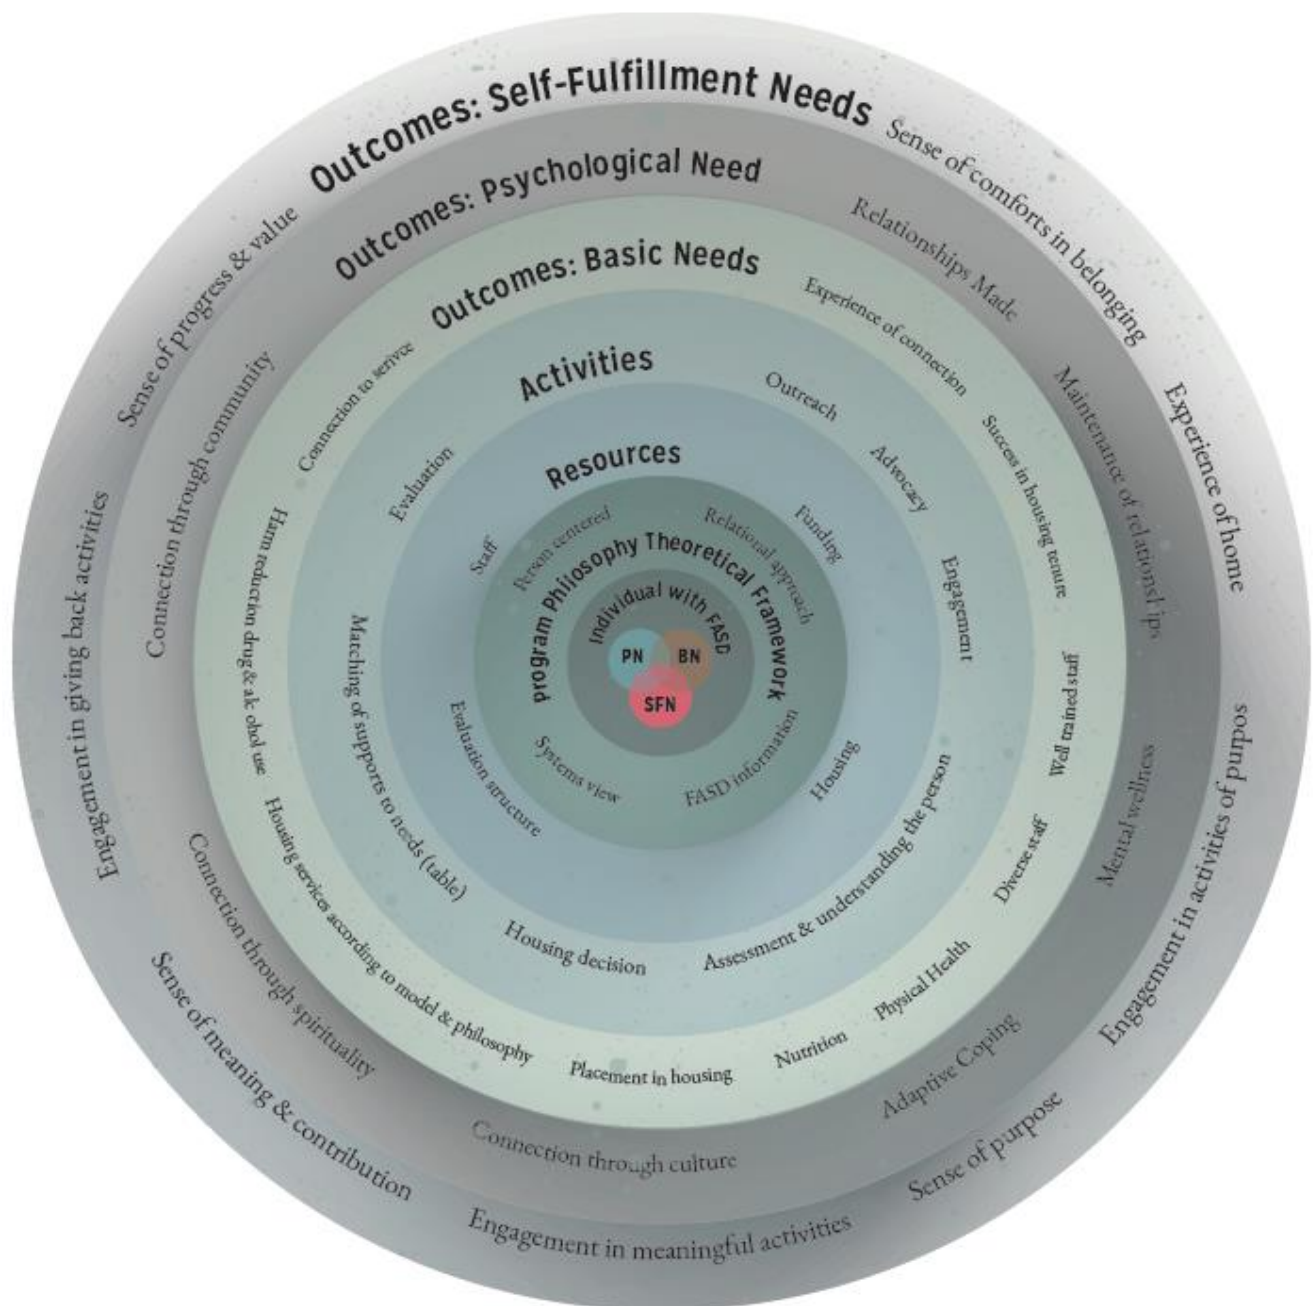 Outcomes: Self-Fulfillment Needs
Sense of comforts in belonging
Experience of home
Engagement in activities of purpos
Sense of purpose
Engagement in meaningful activities
Sense of meaning & contribution
Engagement in giving back activities
Sense of progress & value
Outcomes: Psychological Need
Relationships Made
Maintenance of relationships
Mental wellness
Adaptive Coping
Connection through culture
Connection through spirituality
Connection through community
Outcomes: Basic Needs
Experience of connection
Success in housing tenure
Well trained staff
Diverse staff
Physical Health
Nutrition
Placement in housing
Housing services according to model & philosophy
Harm reduction drug & alk ohol use
Connection to serivce
Activities
Outreach
Advocacy
Engagement
Assessment & understanding the person
Housing decision
Matching of supports to needs (table)
Evaluation
Resources
Funding
Housing
Evaluation structure
Staff
Program Philosophy Theoretical Framework
Person centered
Relational approach
FASD information
Systems view
Individual with FASD
PN
BN
SFN